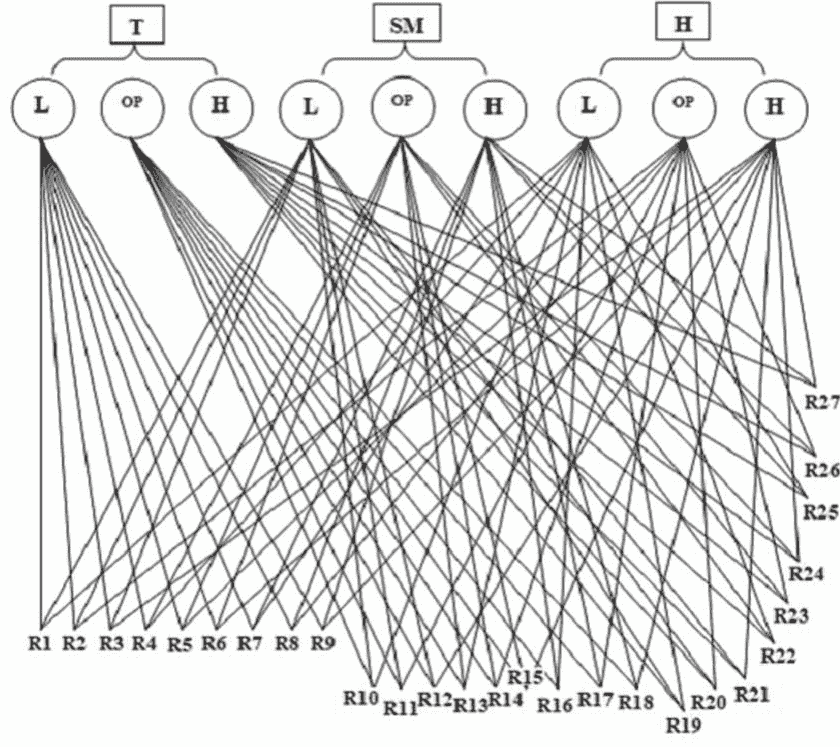 T SM H
L OP H L OP H L OP H
R27
R26
R25
R24
R23
R1 R2 R3 R4 R5 R6 R7 R8 R9
R22
R15
R10 R11 R12 R13 R14 R16 R17 R18 R20 R21
R19